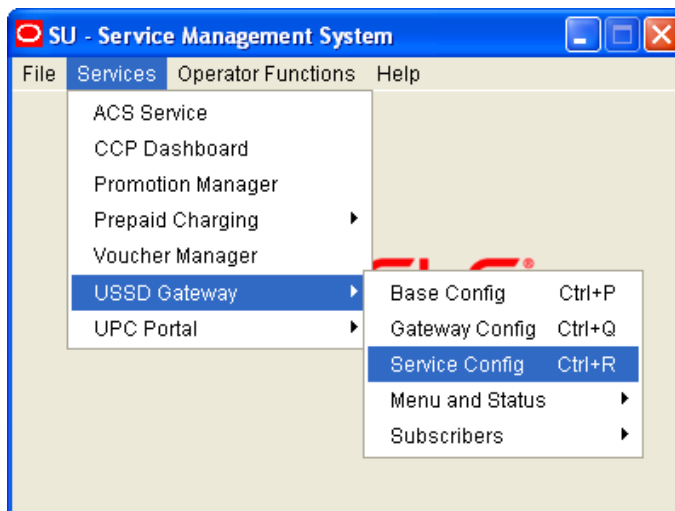 SU - Service Management System
File Services Operator Functions Help
ACS Service
CCP Dashboard
Promotion Manager
Prepaid Charging
Voucher Manager
USSD Gateway
UPC Portal
Base Config Ctrl+P
Gateway Config Ctrl+Q
Service Config Ctrl+R
Menu and Status
Subscribers